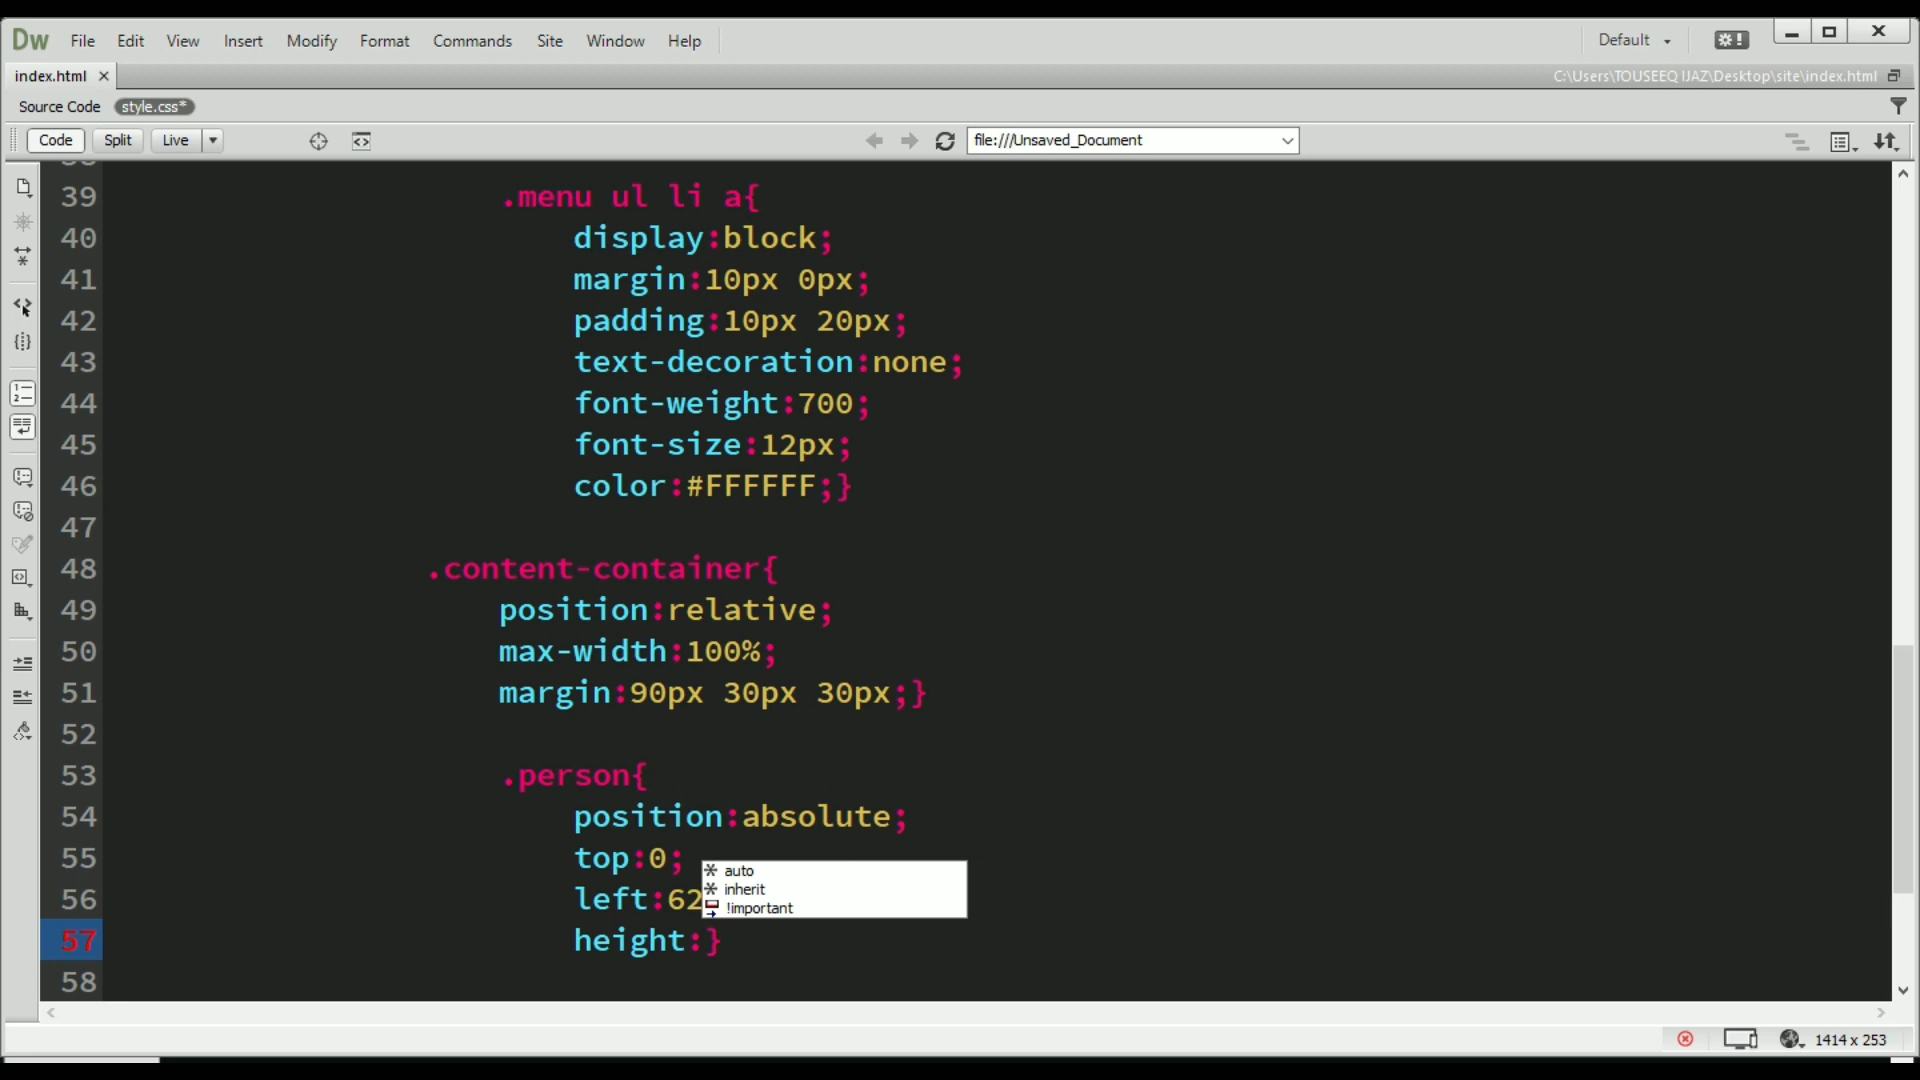 Dw File Edit View Insert Modify Format Commands Site Window Help Default
index.html C:\Users\TOUSEEQ IJAZ\Desktop\site\index.html
Source Code style.css*
Code Split Live file:///Unsaved_Document
39 .menu ul li a{
40 display:block;
41 margin:10px 0px;
42 padding:10px 20px;
43 text-decoration:none;
44 font-weight:700;
45 font-size:12px;
46 color:#FFFFFF;}
47
48 .content-container{
49 position:relative;
50 max-width:100%;
51 margin:90px 30px 30px;}
52
53 .person{
54 position:absolute;
55 top:0;
auto
inherit
56 left:62
!important
57 height:}
58
1414 x 253